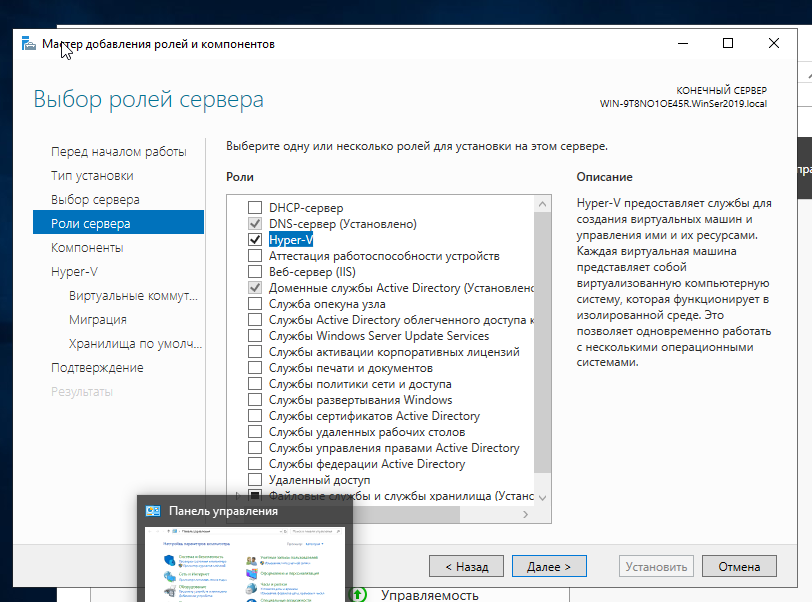 Мастер добавления ролей и компонентов
Выбор ролей сервера
КОНЕЧНЫЙ СЕРВЕР
WIN-9T8NO1OE45R.WinSer2019.local
Перед началом работы
Тип установки
Выбор сервера
Роли сервера
Компоненты
Hyper-V
Виртуальные коммут...
Миграция
Хранилища по умолч...
Подтверждение
Результаты
Выберите одну или несколько ролей для установки на этом сервере.
Роли
DHCP-сервер
DNS-сервер (Установлено)
Hyper-V
Аттестация работоспособности устройств
Веб-сервер (IIS)
Доменные службы Active Directory (Установлено
Служба опекуна узла
Службы Active Directory облегченного доступа к
Службы Windows Server Update Services
Службы активации корпоративных лицензий
Службы печати и документов
Службы политики сети и доступа
Службы развертывания Windows
Службы сертификатов Active Directory
Службы удаленных рабочих столов
Службы управления правами Active Directory
Службы федерации Active Directory
Удаленный доступ
Файловые службы и службы хранилища (Устано
Описание
Hyper-V предоставляет службы для
создания виртуальных машин и
управления ими и их ресурсами.
Каждая виртуальная машина
представляет собой
виртуализованную компьютерную
систему, которая функционирует в
изолированной среде. Это
позволяет одновременно работать
с несколькими операционными
системами.
Панель управления
< Назад
Далее >
Установить
Отмена
Управляемость